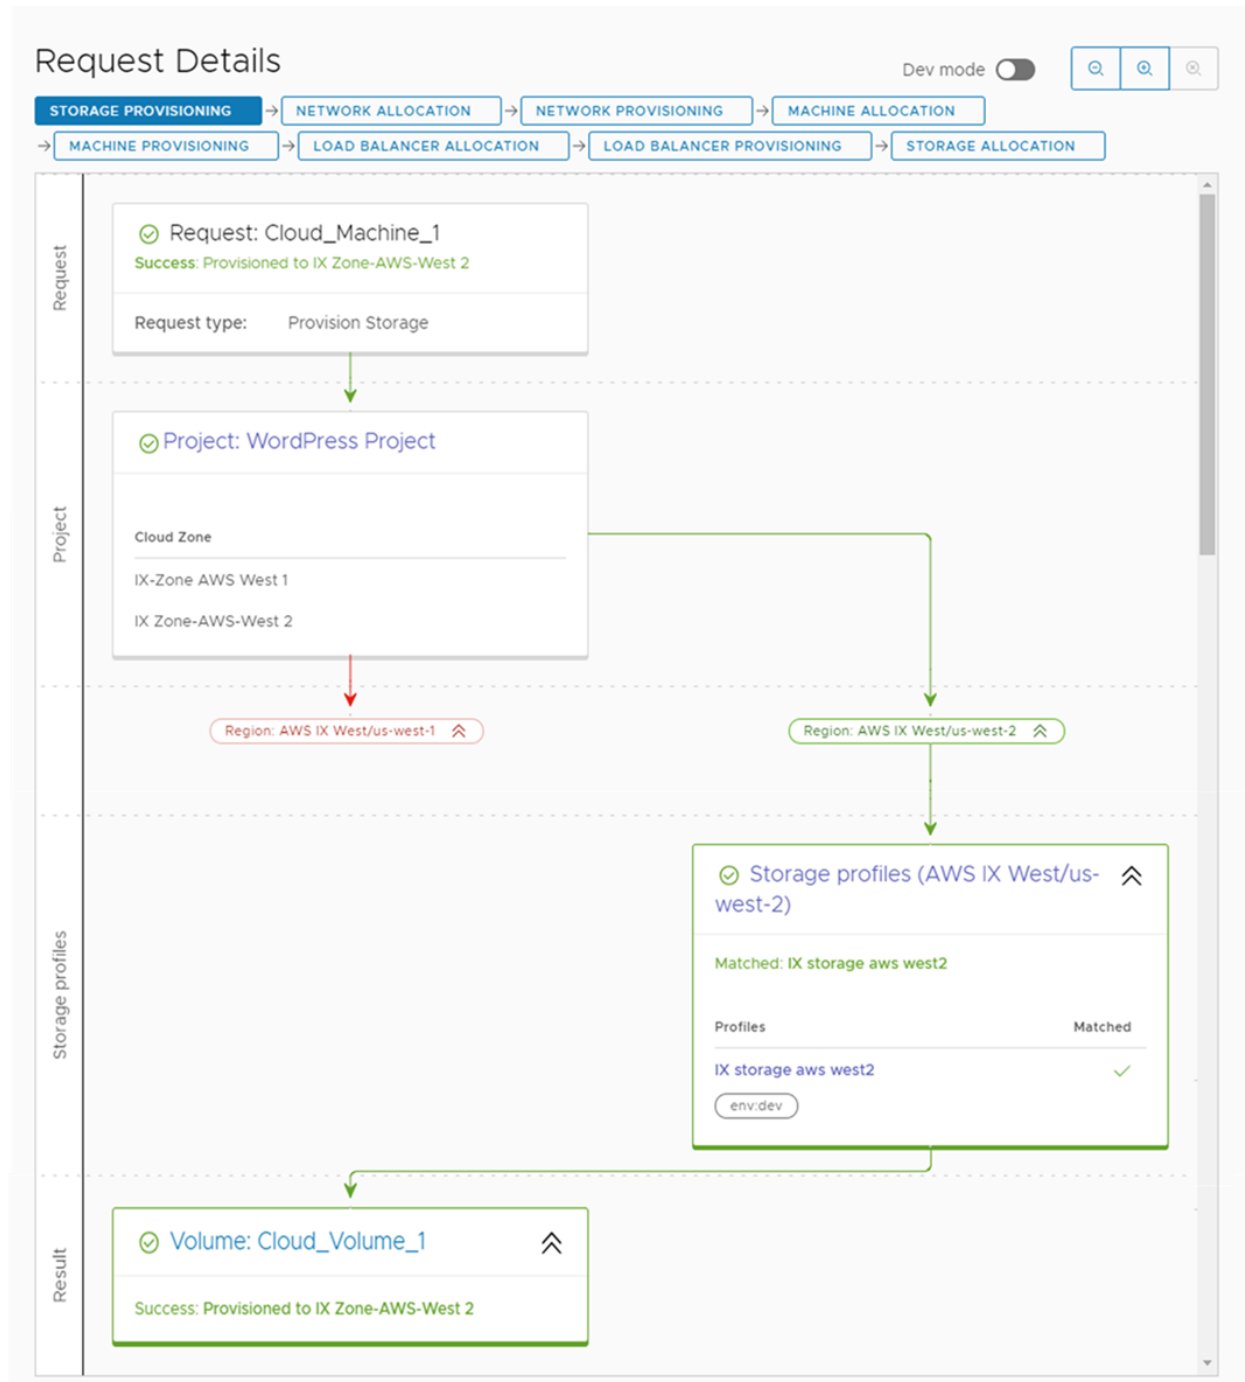 Request Details
Dev mode
STORAGE PROVISIONING
NETWORK ALLOCATION
NETWORK PROVISIONING
MACHINE ALLOCATION
MACHINE PROVISIONING
LOAD BALANCER ALLOCATION
LOAD BALANCER PROVISIONING
STORAGE ALLOCATION
Request
Request: Cloud_Machine_1
Success: Provisioned to IX Zone-AWS-West 2
Request type: Provision Storage
Project
Project: WordPress Project
Cloud Zone
IX-Zone AWS West 1
IX Zone-AWS-West 2
Region: AWS IX West/us-west-1
Region: AWS IX West/us-west-2
Storage profiles
Storage profiles (AWS IX West/us-
west-2)
Matched: IX storage aws west2
Profiles Matched
IX storage aws west2
env:dev
Result
Volume: Cloud_Volume_1
Success: Provisioned to IX Zone-AWS-West 2